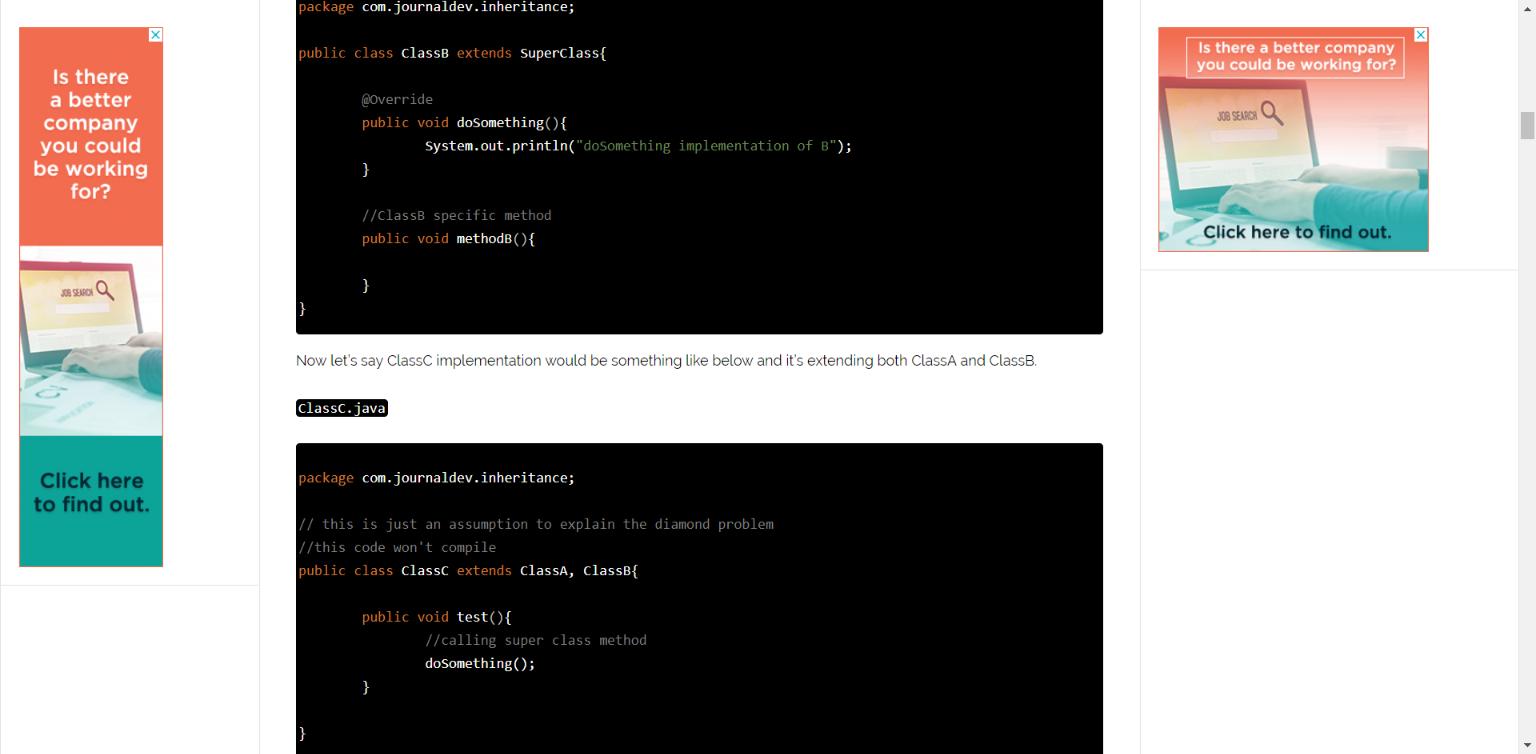 Is there
a better
company
you could
be working
for?
JOB SEARCH
Click here
to find out.
package com.journaldev.inheritance;
public class ClassB extends SuperClass{
@Override
public void doSomething(){
System.out.println("doSomething implementation of B");
}
//ClassB specific method
public void methodB(){
}
}
Now let's say ClassC implementation would be something like below and it's extending both ClassA and ClassB.
ClassC.java
package com.journaldev.inheritance;
// this is just an assumption to explain the diamond problem
//this code won't compile
public class ClassC extends ClassA, ClassB{
public void test(){
//calling super class method
doSomething();
}
}
Is there a better company
you could be working for?
JOB SEARCH
Click here to find out.